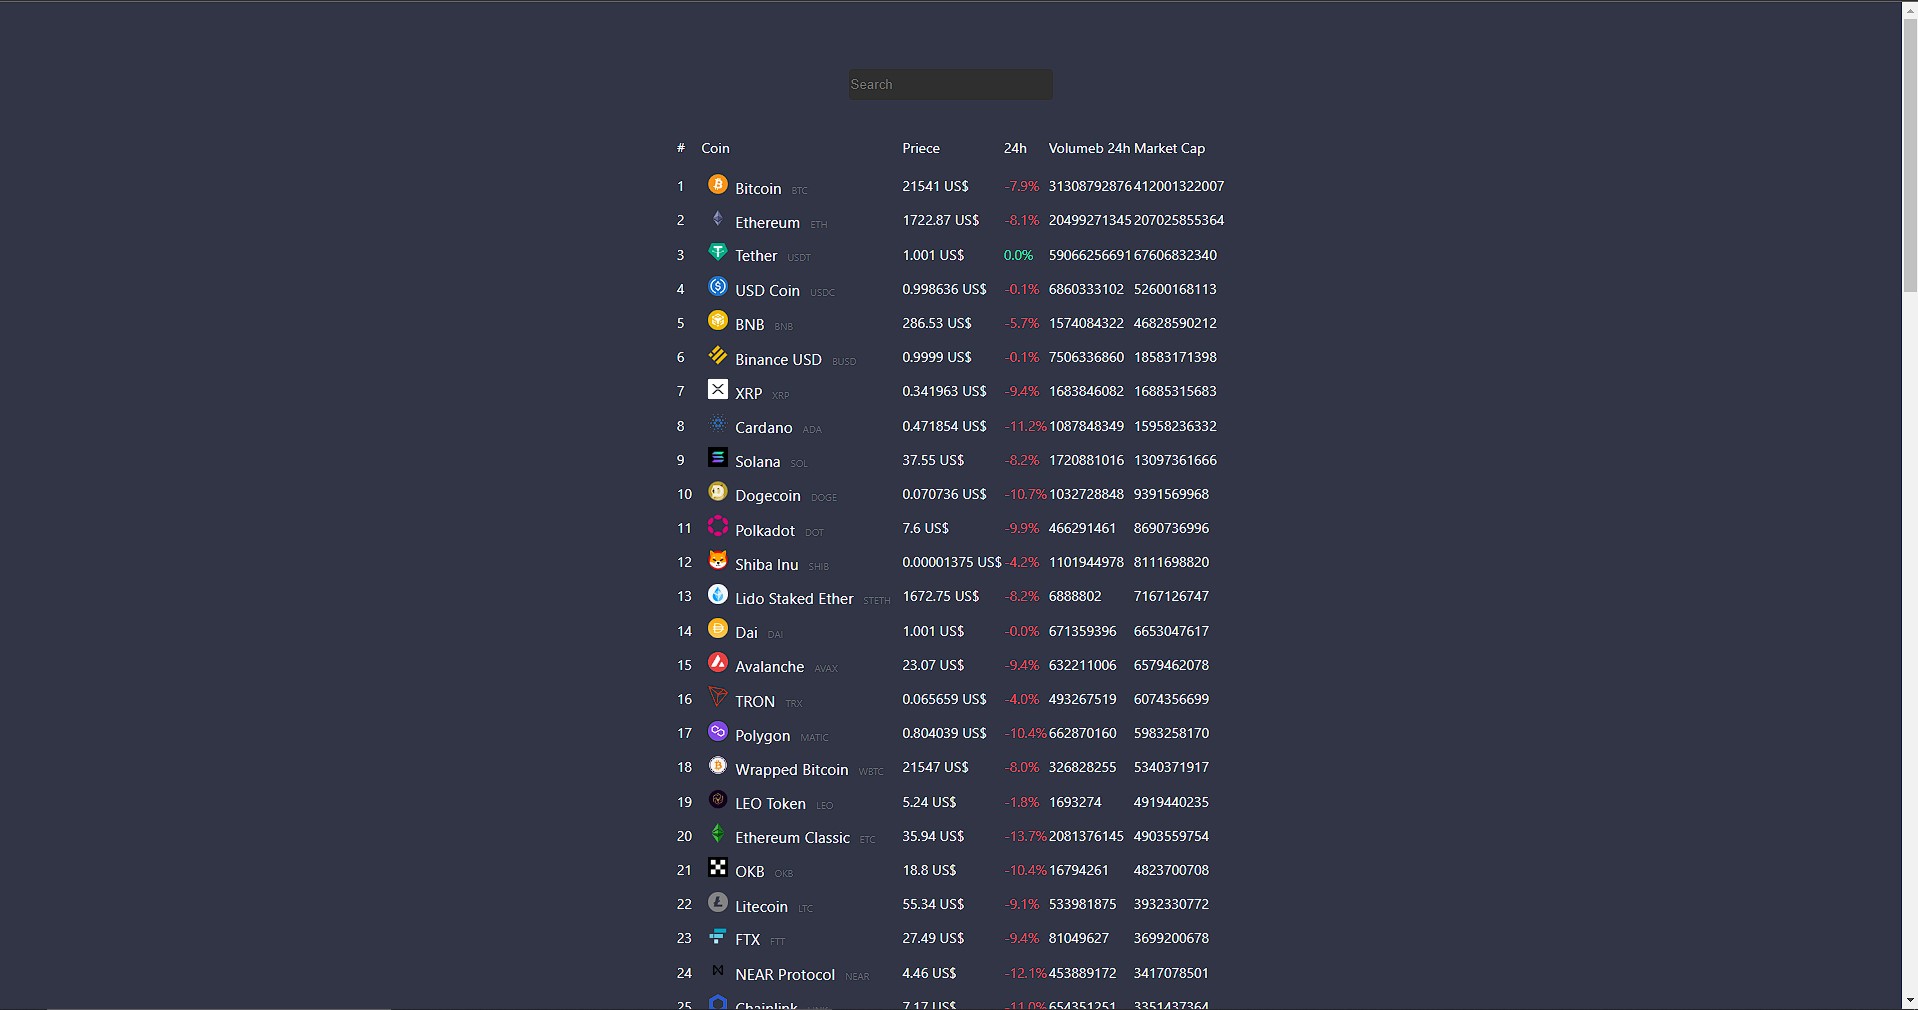 Search
# Coin Priece 24h Volumeb 24h Market Cap
1 Bitcoin BTC 21541 US$ -7.9% 31308792876 412001322007
2 Ethereum ETH 1722.87 US$ -8.1% 20499271345 207025855364
3 Tether USDT 1.001 US$ 0.0% 59066256691 67606832340
4 USD Coin USDC 0.998636 US$ -0.1% 6860333102 52600168113
5 BNB BNB 286.53 US$ -5.7% 1574084322 46828590212
6 Binance USD BUSD 0.9999 US$ -0.1% 7506336860 18583171398
7 XRP XRP 0.341963 US$ -9.4% 1683846082 16885315683
8 Cardano ADA 0.471854 US$ -11.2% 1087848349 15958236332
9 Solana SOL 37.55 US$ -8.2% 1720881016 13097361666
10 Dogecoin DOGE 0.070736 US$ -10.7% 1032728848 9391569968
11 Polkadot DOT 7.6 US$ -9.9% 466291461 8690736996
12 Shiba Inu SHIB 0.00001375 US$ -4.2% 1101944978 8111698820
13 Lido Staked Ether STETH 1672.75 US$ -8.2% 6888802 7167126747
14 Dai DAI 1.001 US$ -0.0% 671359396 6653047617
15 Avalanche AVAX 23.07 US$ -9.4% 632211006 6579462078
16 TRON TRX 0.065659 US$ -4.0% 493267519 6074356699
17 Polygon MATIC 0.804039 US$ -10.4% 662870160 5983258170
18 Wrapped Bitcoin WBTC 21547 US$ -8.0% 326828255 5340371917
19 LEO Token LEO 5.24 US$ -1.8% 1693274 4919440235
20 Ethereum Classic ETC 35.94 US$ -13.7% 2081376145 4903559754
21 OKB OKB 18.8 US$ -10.4% 16794261 4823700708
22 Litecoin LTC 55.34 US$ -9.1% 533981875 3932330772
23 FTX FTT 27.49 US$ -9.4% 81049627 3699200678
24 NEAR Protocol NEAR 4.46 US$ -12.1% 453889172 3417078501
25 Chainlink 7.17 US$ -11.0% 654351251 3351437364